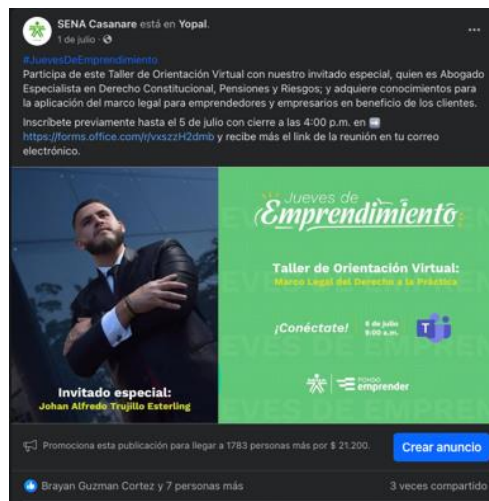 SENA Casanare está en Yopal.
1 de julio
#JuevesDeEmprendimiento
Participa de este Taller de Orientación Virtual con nuestro invitado especial, quien es Abogado
Especialista en Derecho Constitucional, Pensiones y Riesgos; y adquiere conocimientos para
la aplicación del marco legal para emprendedores y empresarios en beneficio de los clientes.
Inscríbete previamente hasta el 5 de julio con cierre a las 4:00 p.m. en
https://forms.office.com/r/vxszzH2dmb y recibe más el link de la reunión en tu correo
electrónico.
Jueves de
Emprendimiento
Taller de Orientación Virtual:
Marco Legal del Derecho a la Práctica
¡Conéctate!
9:00 a.m.
T
FONDO
emprender
Invitado especial:
Johan Alfredo Trujillo Esterling
Promociona esta publicación para llegar a 1783 personas más por $ 21.200.
Crear anuncio
Brayan Guzman Cortez y 7 personas más
3 veces compartido